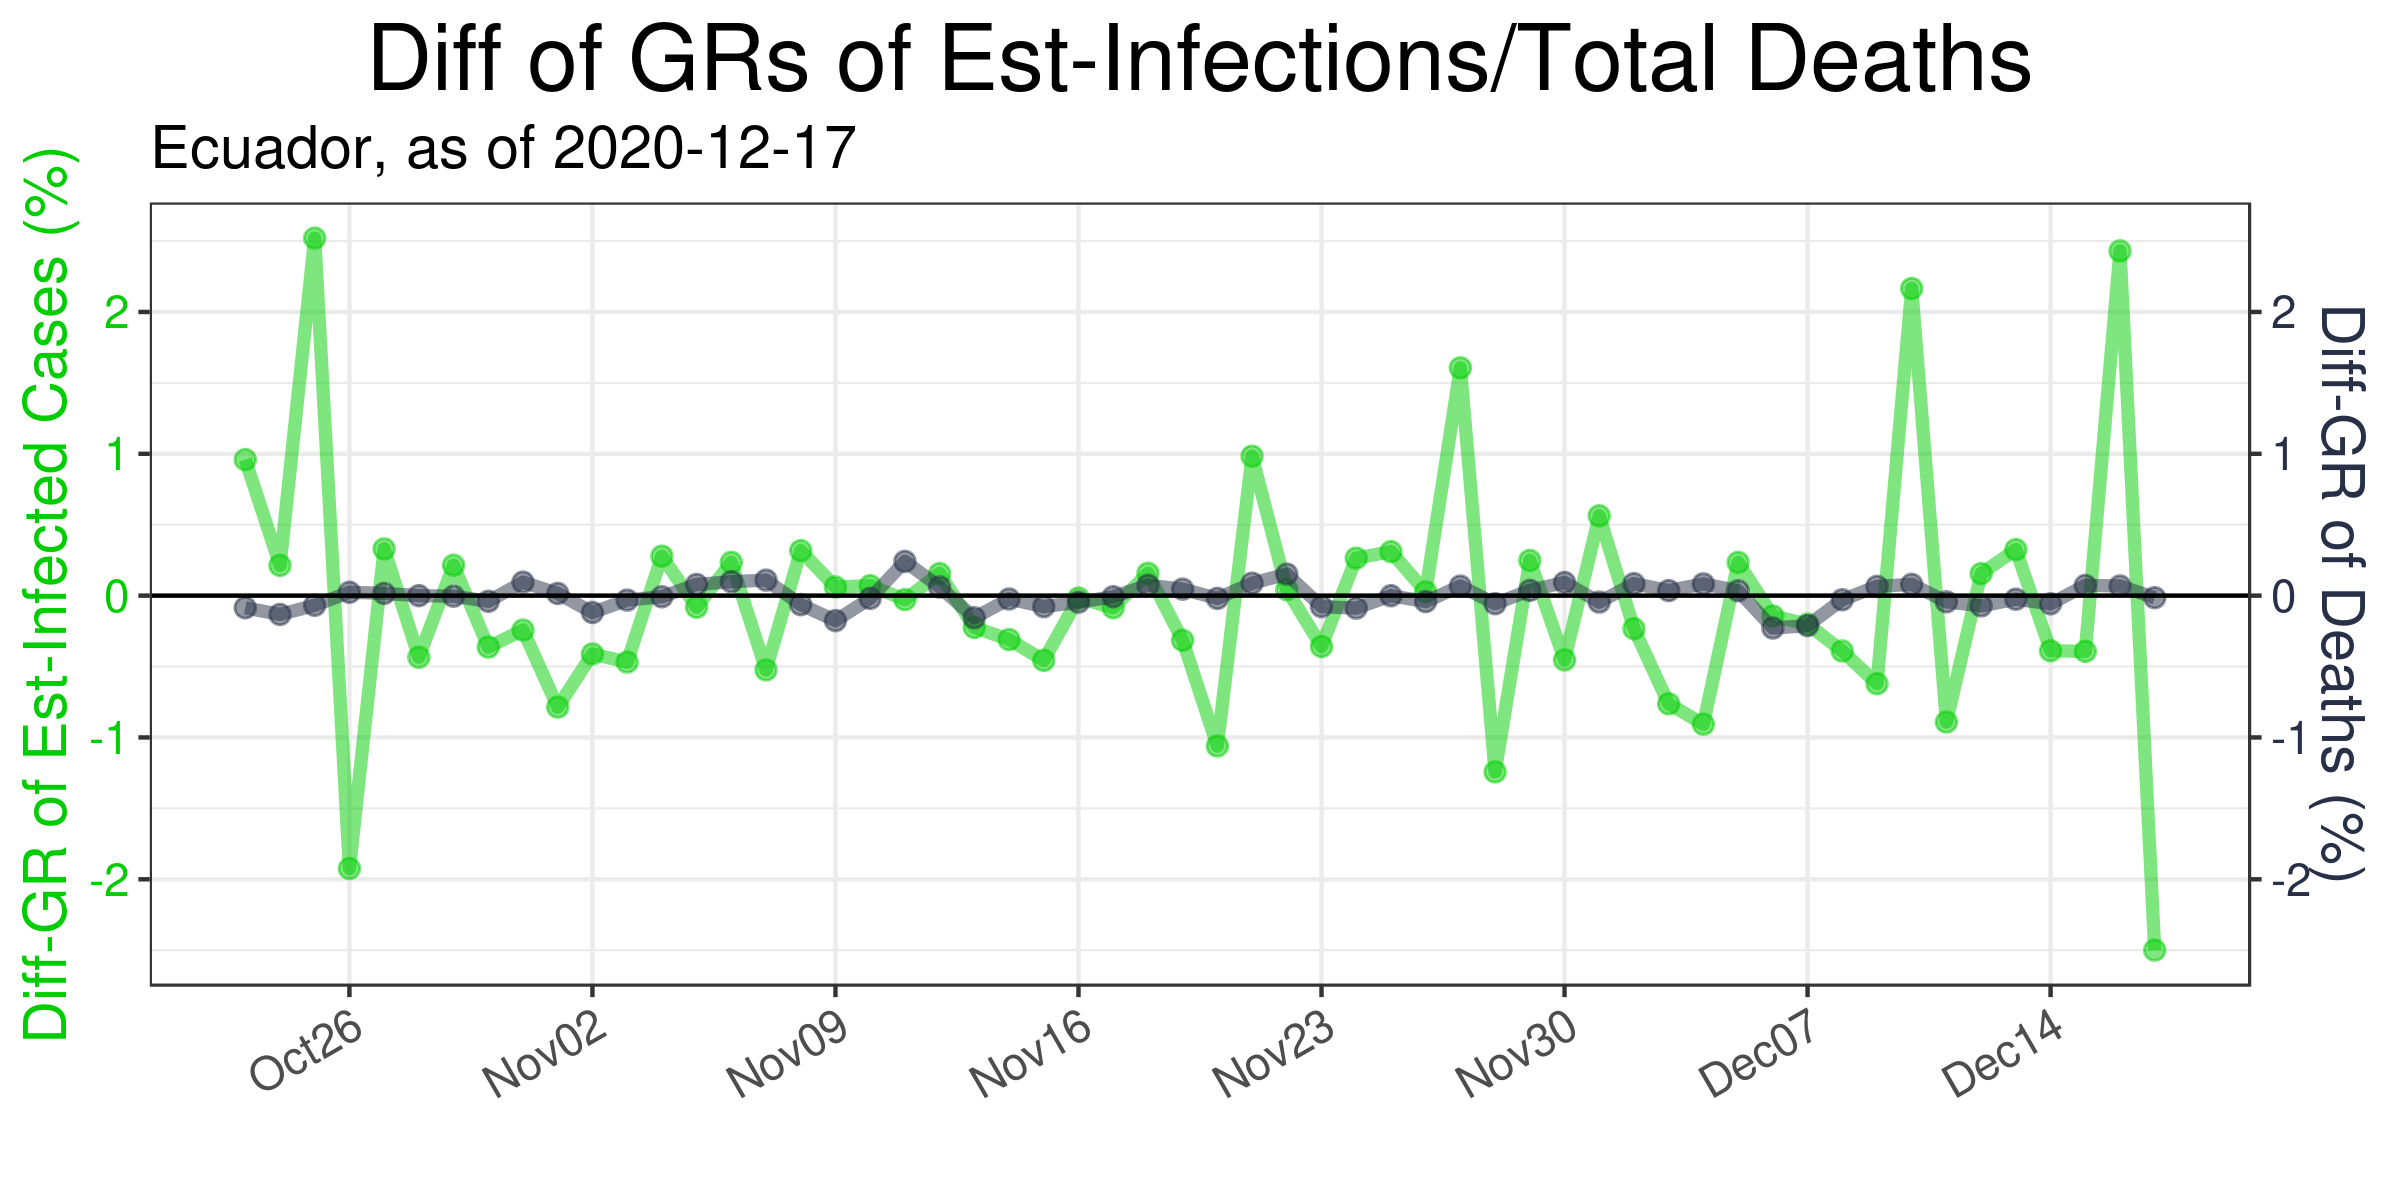 Diff of GRs of Est-Infections/Total Deaths
Ecuador, as of 2020-12-17
Diff-GR of Est-Infected Cases (%)
2
1
0
-1
-2
2
1
0
-1
-2
Diff-GR of Deaths (%)
Oct26
Nov02
Nov09
Nov16
Nov23
Nov30
Dec07
Dec14